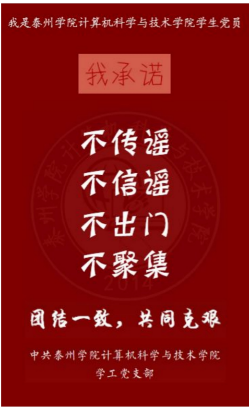 我是泰州学院计算机科学与技术学院学生党员
我承诺
不传谣
不信谣
不出门
不聚集
团结一致，共同克艰
中共泰州学院计算机科学与技术学院
学工党支部